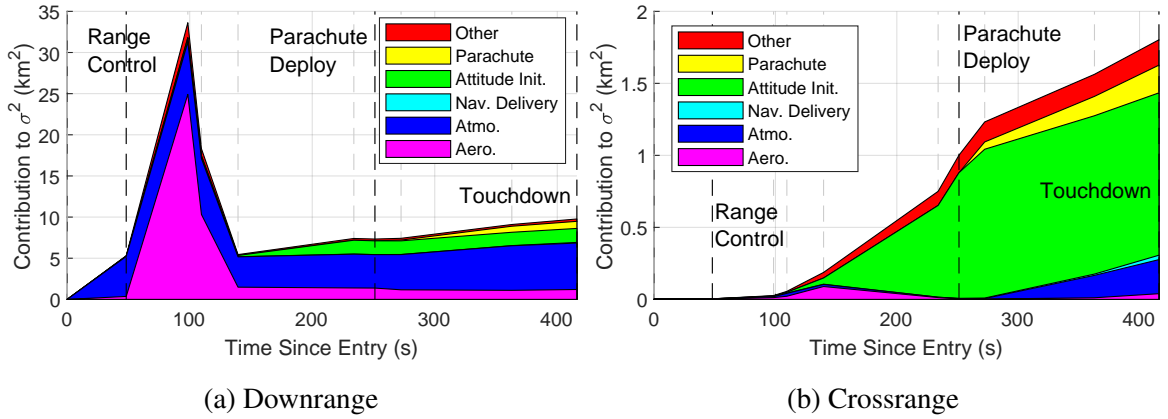 35
30
25
20
15
10
5
0
Contribution to σ² (km²)
Range
Control
Parachute
Deploy
Other
Parachute
Attitude Init.
Nav. Delivery
Atmo.
Aero.
Touchdown
0 100 200 300 400
Time Since Entry (s)
(a) Downrange
2
1.5
1
0.5
0
Contribution to σ² (km²)
Other
Parachute
Attitude Init.
Nav. Delivery
Atmo.
Aero.
Parachute
Deploy
Range
Control
Touchdown
0 100 200 300 400
Time Since Entry (s)
(b) Crossrange